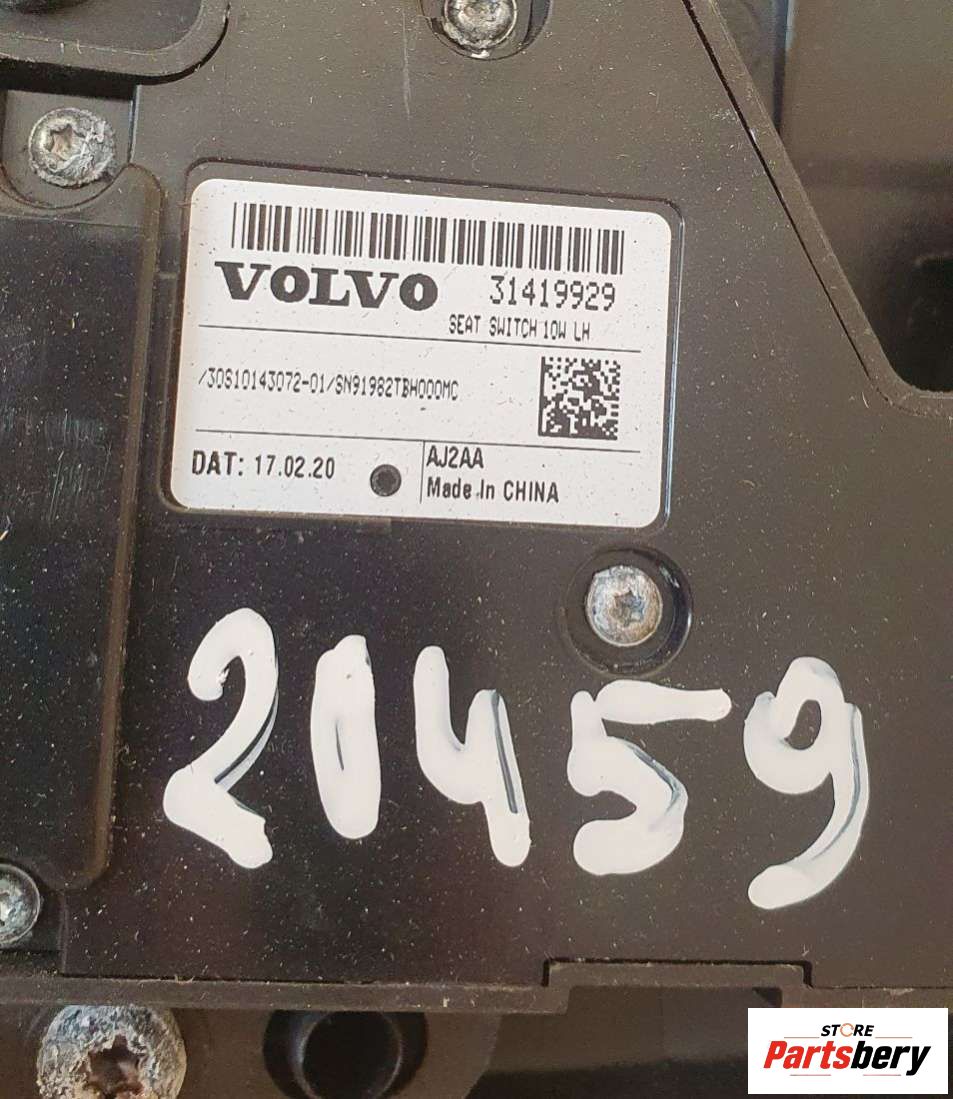 VOLVO 31419929
SEAT SWITCH 10W LH
/30S10143072-01/SN91982TBH000MC
DAT: 17.02.20
AJ2AA
Made In CHINA
20459
STORE
Partsbery